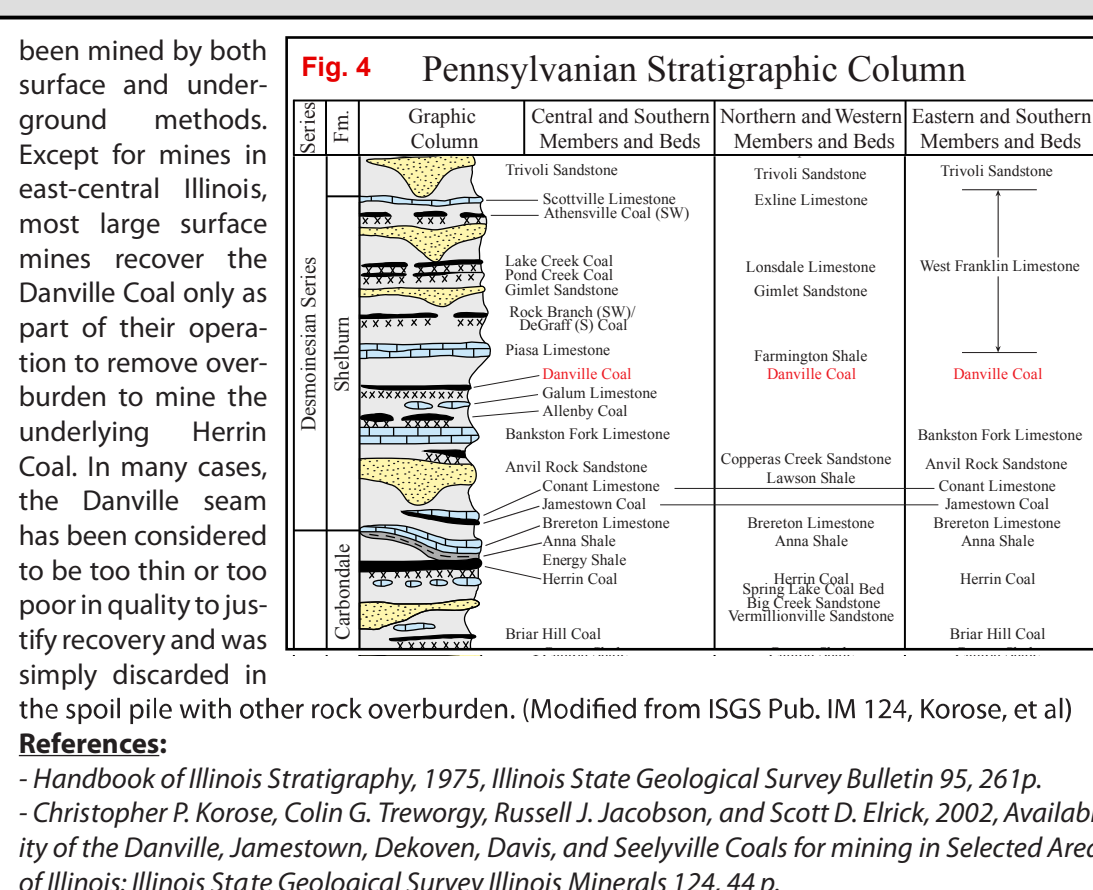 been mined by both
surface and under-
ground methods.
Except for mines in
east-central Illinois,
most large surface
mines recover the
Danville Coal only as
part of their opera-
tion to remove over-
burden to mine the
underlying Herrin
Coal. In many cases,
the Danville seam
has been considered
to be too thin or too
poor in quality to jus-
tify recovery and was
simply discarded in
the spoil pile with other rock overburden. (Modified from ISGS Pub. IM 124, Korose, et al)
Fig. 4 Pennsylvanian Stratigraphic Column
Series
Fm.
Graphic
Column
Central and Southern
Members and Beds
Northern and Western
Members and Beds
Eastern and Southern
Members and Beds
Desmoinesian Series
Shelburn
Carbondale
Trivoli Sandstone
Scottville Limestone
Athensville Coal (SW)
Lake Creek Coal
Pond Creek Coal
Gimlet Sandstone
Rock Branch (SW)/
DeGraff (S) Coal
Piasa Limestone
Danville Coal
Galum Limestone
Allenby Coal
Bankston Fork Limestone
Anvil Rock Sandstone
Conant Limestone
Jamestown Coal
Brereton Limestone
Anna Shale
Energy Shale
Herrin Coal
Briar Hill Coal
Trivoli Sandstone
Exline Limestone
Lonsdale Limestone
Gimlet Sandstone
Farmington Shale
Danville Coal
Copperas Creek Sandstone
Lawson Shale
Brereton Limestone
Anna Shale
Herrin Coal
Spring Lake Coal Bed
Big Creek Sandstone
Vermillionville Sandstone
Trivoli Sandstone
West Franklin Limestone
Danville Coal
Bankston Fork Limestone
Anvil Rock Sandstone
Conant Limestone
Jamestown Coal
Brereton Limestone
Anna Shale
Herrin Coal
Briar Hill Coal
References:
- Handbook of Illinois Stratigraphy, 1975, Illinois State Geological Survey Bulletin 95, 261p.
- Christopher P. Korose, Colin G. Treworgy, Russell J. Jacobson, and Scott D. Elrick, 2002, Availabi
ity of the Danville, Jamestown, Dekoven, Davis, and Seelyville Coals for mining in Selected Area
of Illinois: Illinois State Geological Survey Illinois Minerals 124, 44 p.